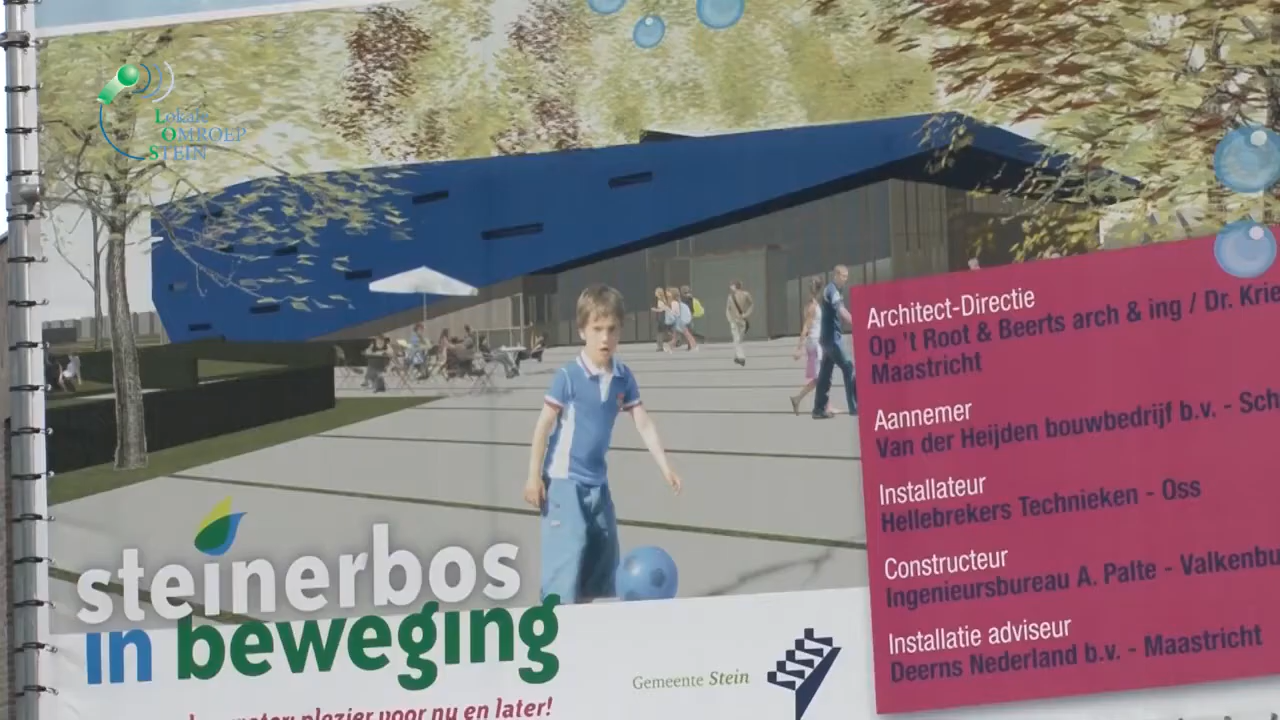 Lokale
OMROEP
STEIN
Architect-Directie
Op 't Root & Beerts arch & ing / Dr.
Maastricht
Aannemer
Van der Heijden bouwbedrijf b.v. -
Installateur
Hellebrekers Technieken - Oss
Constructeur
Ingenieursbureau A. Palte -
Installatie adviseur
Deerns Nederland b.v. - Maastricht
steinerbos
in beweging
plezier voor nu en later!
Gemeente Stein